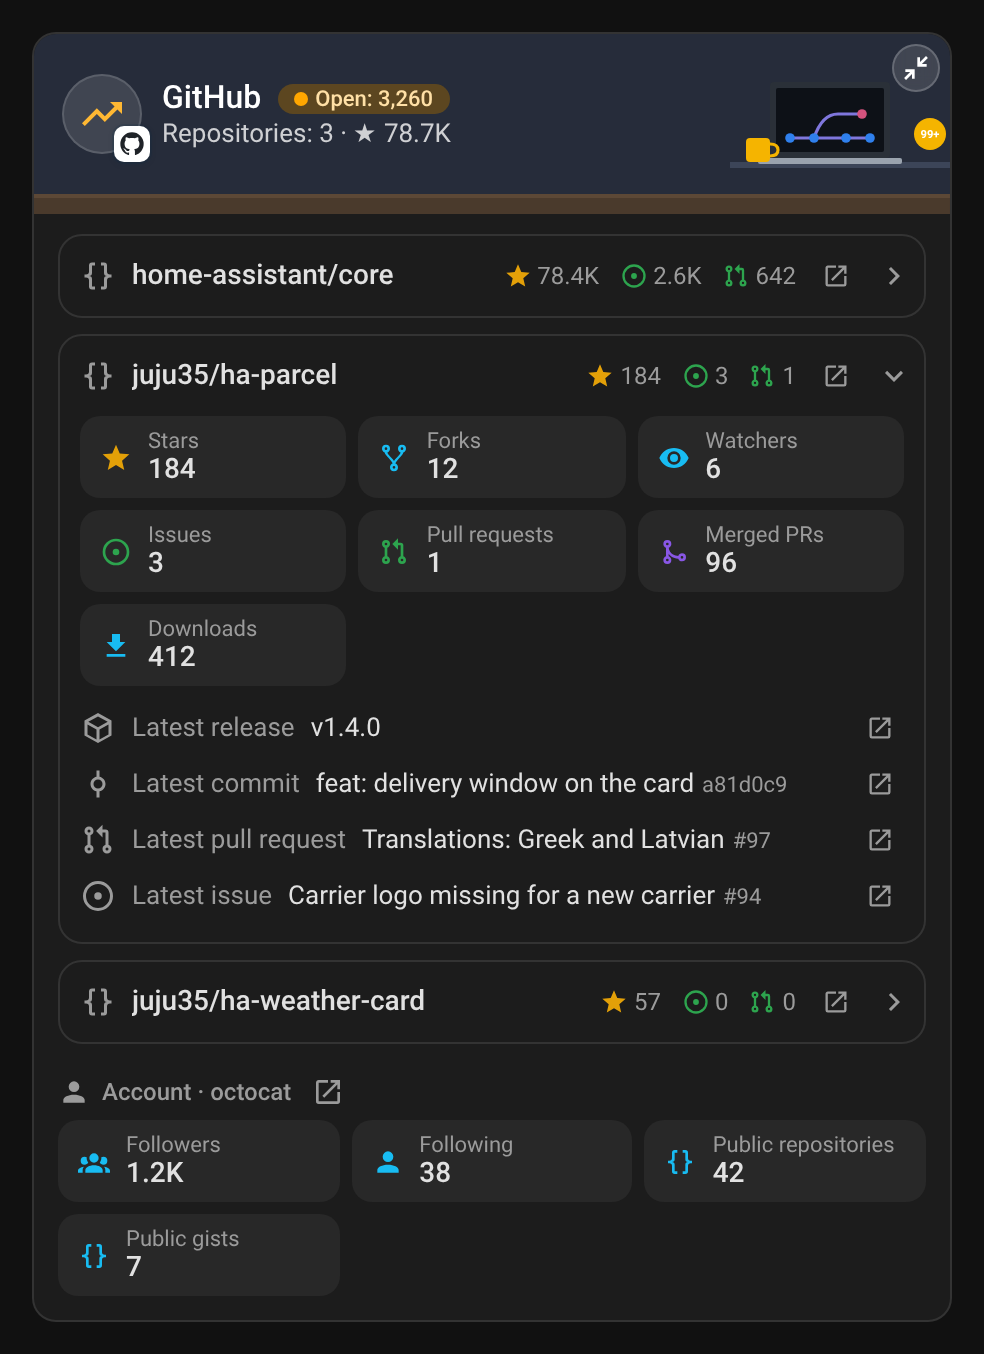 GitHub
Open: 3,260
Repositories: 3 · ★ 78.7K
99+
home-assistant/core
78.4K
2.6K
642
juju35/ha-parcel
184
3
1
Stars
184
Forks
12
Watchers
6
Issues
3
Pull requests
1
Merged PRs
96
Downloads
412
Latest release v1.4.0
Latest commit feat: delivery window on the card a81d0c9
Latest pull request Translations: Greek and Latvian #97
Latest issue Carrier logo missing for a new carrier #94
juju35/ha-weather-card
57
0
0
Account · octocat
Followers
1.2K
Following
38
Public repositories
42
Public gists
7